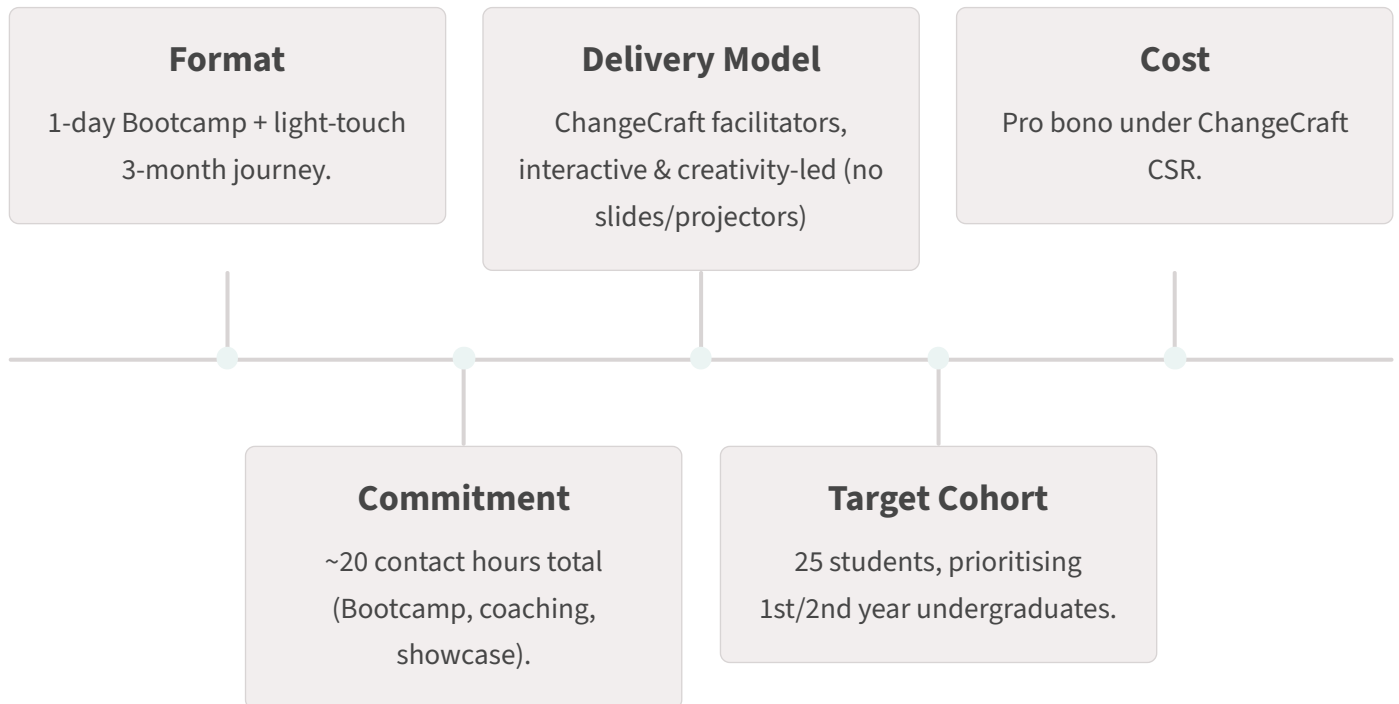 Format
1-day Bootcamp + light-touch
3-month journey.
Delivery Model
ChangeCraft facilitators,
interactive & creativity-led (no
slides/projectors)
Cost
Pro bono under ChangeCraft
CSR.
Commitment
~20 contact hours total
(Bootcamp, coaching,
showcase).
Target Cohort
25 students, prioritising
1st/2nd year undergraduates.